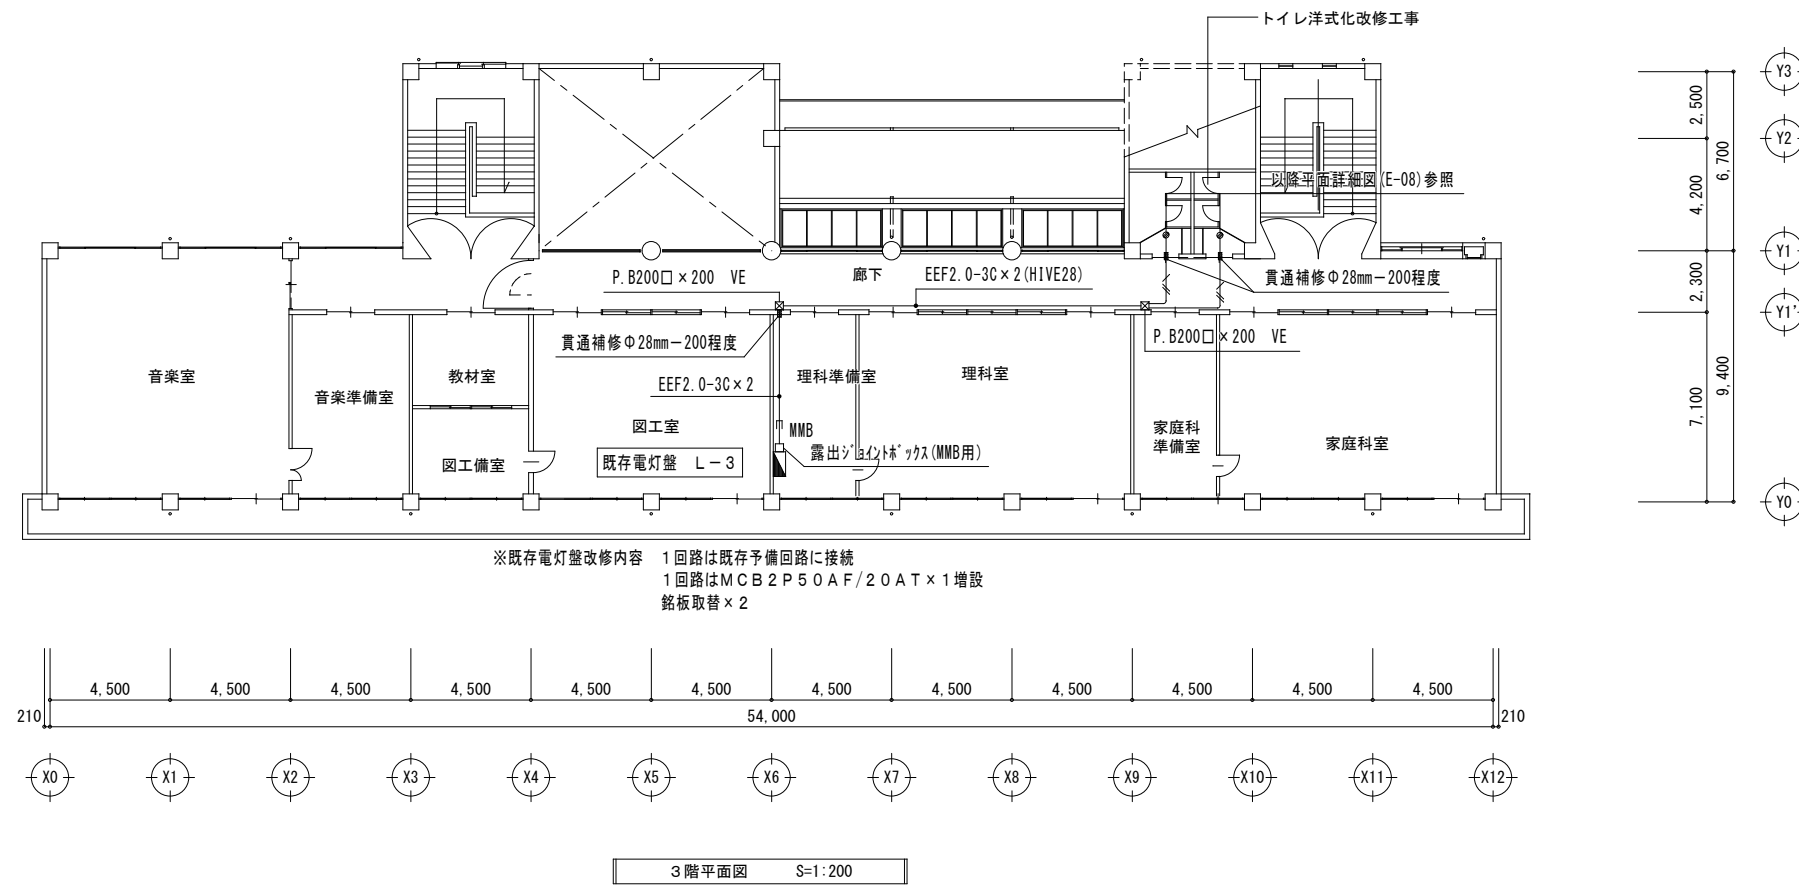 トイレ洋式化改修工事
Y3
2,500
Y2
6,700
以降平面詳細図(E-08)参照
4,200
Y1
P.B200□×200 VE
廊下
EEF2.0-3C×2(HIVE28)
貫通補修Φ28mm－200程度
2,300
Y1'
貫通補修Φ28mm－200程度
P.B200□×200 VE
音楽室
音楽準備室
教材室
EEF2.0-3C×2
理科準備室
理科室
7,100
9,400
図工室
MMB
家庭科
準備室
家庭科室
図工備室
既存電灯盤 Ｌ－３
露出ジョイントボックス(MMB用)
Y0
※既存電灯盤改修内容 １回路は既存予備回路に接続
１回路はＭＣＢ２Ｐ５０ＡＦ/２０ＡＴ×１増設
銘板取替×２
4,500 4,500 4,500 4,500 4,500 4,500 4,500 4,500 4,500 4,500 4,500 4,500
210 54,000 210
X0 X1 X2 X3 X4 X5 X6 X7 X8 X9 X10 X11 X12
３階平面図 S=1:200